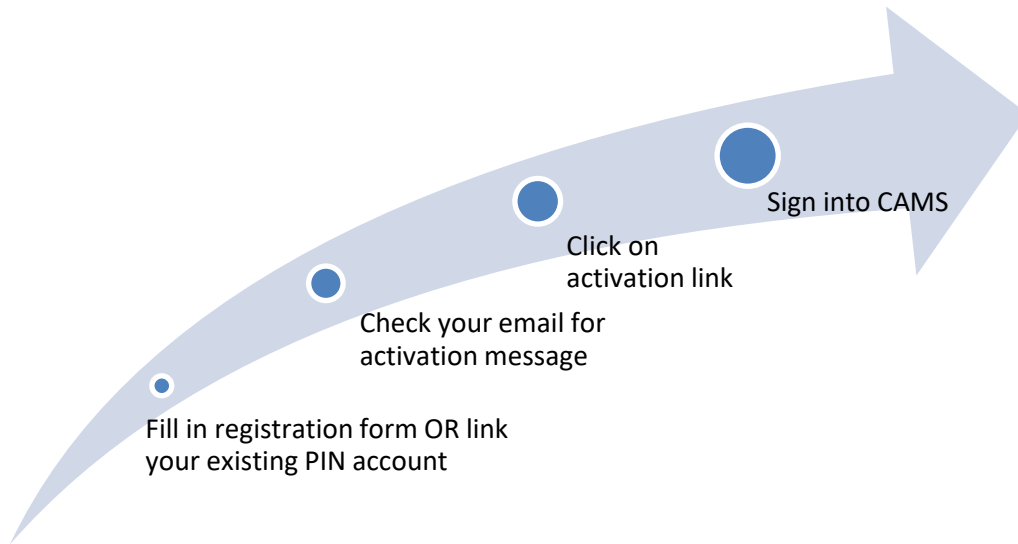 Fill in registration form OR link
your existing PIN account
Check your email for
activation message
Click on
activation link
Sign into CAMS